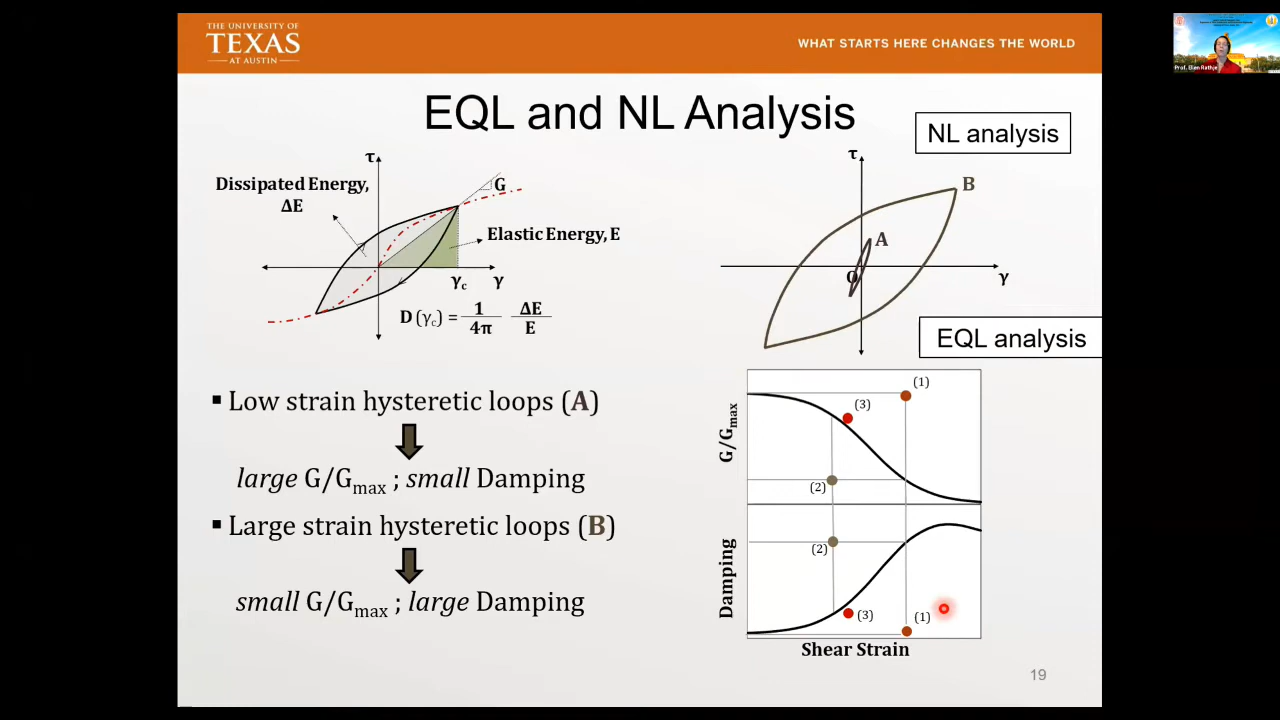 THE UNIVERSITY OF
TEXAS
AT AUSTIN
WHAT STARTS HERE CHANGES THE WORLD
Prof. Ellen Rathje
EQL and NL Analysis
NL analysis
τ
G
Dissipated Energy,
ΔE
Elastic Energy, E
γc
γ
D (γc) = 1/4π ΔE/E
τ
B
A
O
γ
EQL analysis
▪ Low strain hysteretic loops (A)
large G/Gmax ; small Damping
▪ Large strain hysteretic loops (B)
small G/Gmax ; large Damping
G/Gmax
(1)
(3)
(2)
Damping
(2)
(3)
(1)
Shear Strain
19